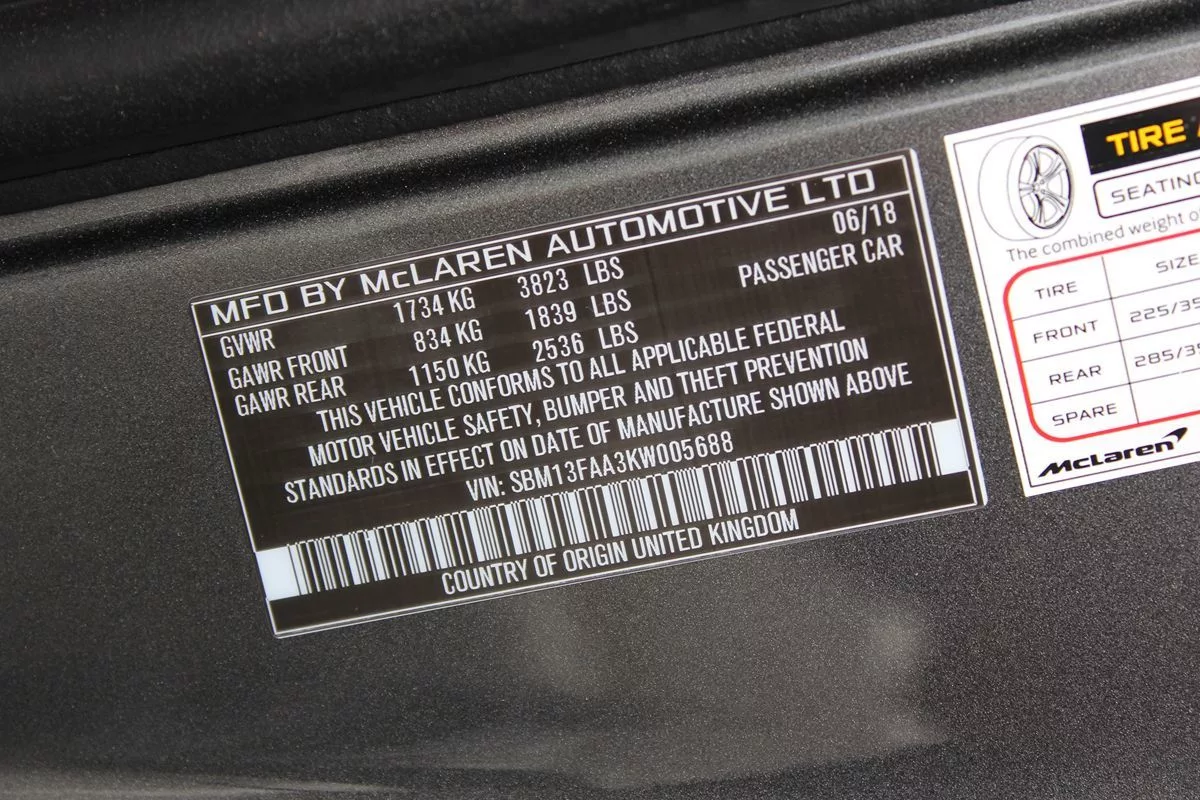 MFD BY McLAREN AUTOMOTIVE LTD
06/18
GVWR 1734 KG 3823 LBS PASSENGER CAR
GAWR FRONT 834 KG 1839 LBS
GAWR REAR 1150 KG 2536 LBS
THIS VEHICLE CONFORMS TO ALL APPLICABLE FEDERAL
MOTOR VEHICLE SAFETY, BUMPER AND THEFT PREVENTION
STANDARDS IN EFFECT ON DATE OF MANUFACTURE SHOWN ABOVE
VIN: SBM13FAA3KW005688
COUNTRY OF ORIGIN UNITED KINGDOM
TIRE
SEATING
The combined weight o
TIRE SIZE
FRONT 225/35
REAR 285/35
SPARE
McLaren